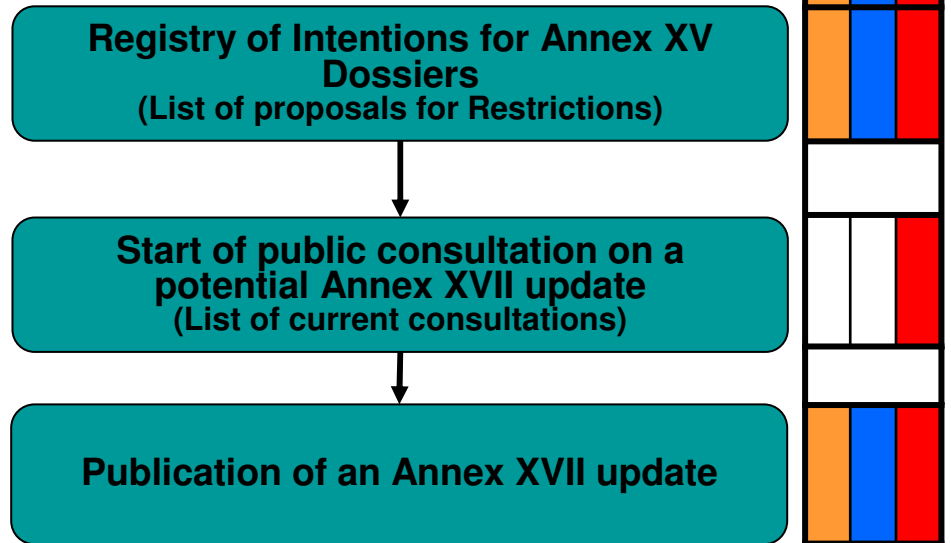 Registry of Intentions for Annex XV
Dossiers
(List of proposals for Restrictions)
Start of public consultation on a
potential Annex XVII update
(List of current consultations)
Publication of an Annex XVII update